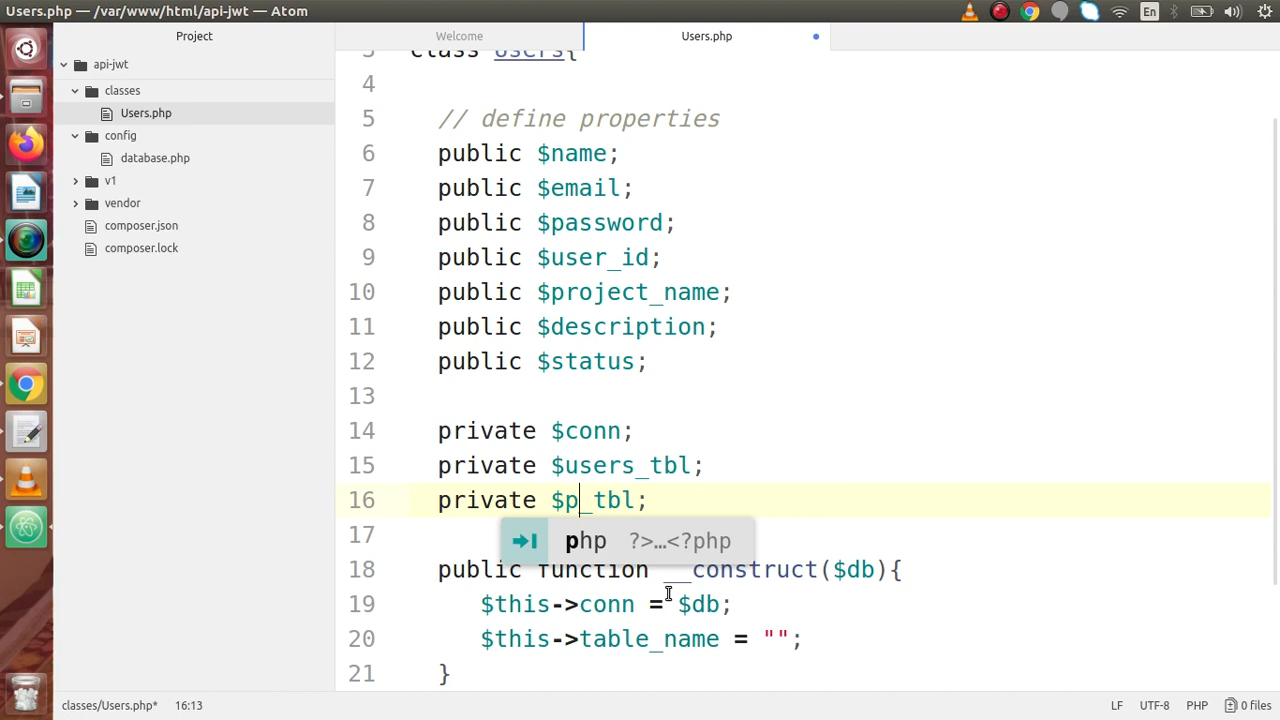 Users.php — /var/www/html/api-jwt — Atom
En
Project
Welcome
Users.php
api-jwt
classes
Users.php
config
database.php
v1
vendor
composer.json
composer.lock
3 class Users{
4
5 // define properties
6 public $name;
7 public $email;
8 public $password;
9 public $user_id;
10 public $project_name;
11 public $description;
12 public $status;
13
14 private $conn;
15 private $users_tbl;
16 private $p_tbl;
php ?>…<?php
17
18 public function __construct($db){
19 $this->conn = $db;
20 $this->table_name = "";
21 }
classes/Users.php* 16:13
LF UTF-8 PHP 0 files